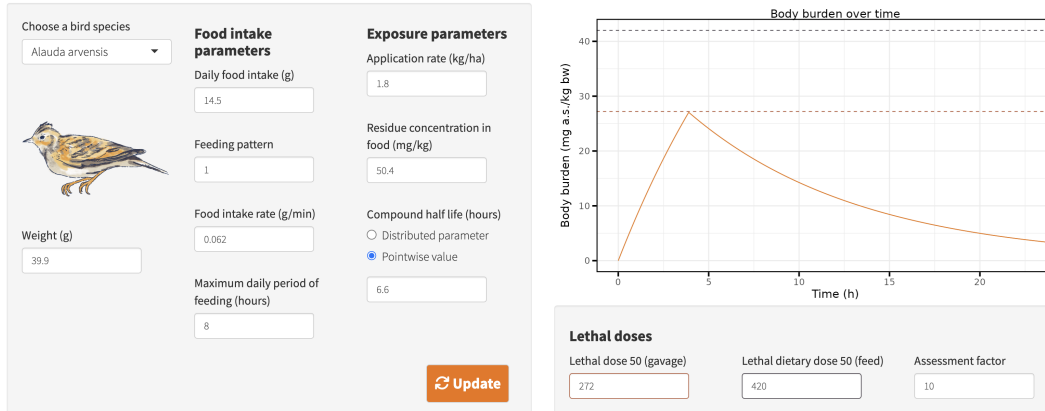 Choose a bird species
Alauda arvensis
Weight (g)
39.9
Food intake
parameters
Daily food intake (g)
14.5
Feeding pattern
1
Food intake rate (g/min)
0.062
Maximum daily period of
feeding (hours)
8
Exposure parameters
Application rate (kg/ha)
1.8
Residue concentration in
food (mg/kg)
50.4
Compound half life (hours)
Distributed parameter
Pointwise value
6.6
Update
Body burden over time
Body burden (mg a.s./kg bw)
40
30
20
10
0
0 5 10 15 20
Time (h)
Lethal doses
Lethal dose 50 (gavage)
272
Lethal dietary dose 50 (feed)
420
Assessment factor
10